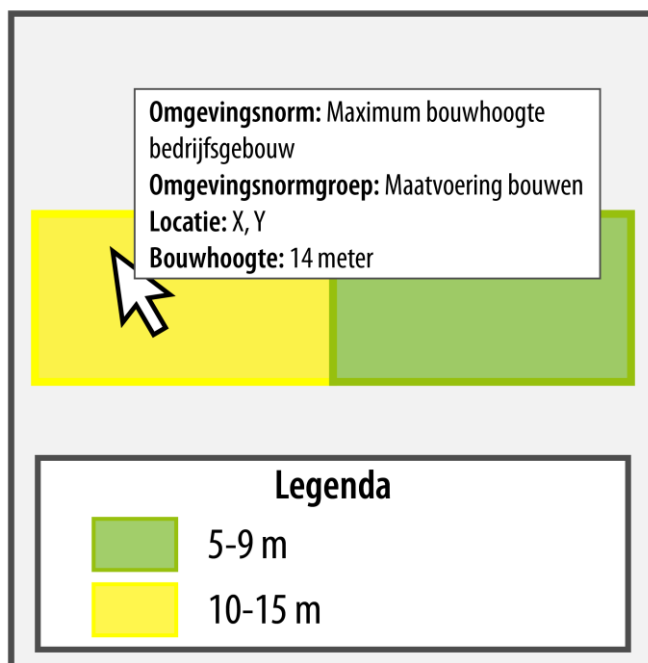 Omgevingsnorm: Maximum bouwhoogte
bedrijfsgebouw
Omgevingsnormgroep: Maatvoering bouwen
Locatie: X, Y
Bouwhoogte: 14 meter
Legenda
5-9 m
10-15 m